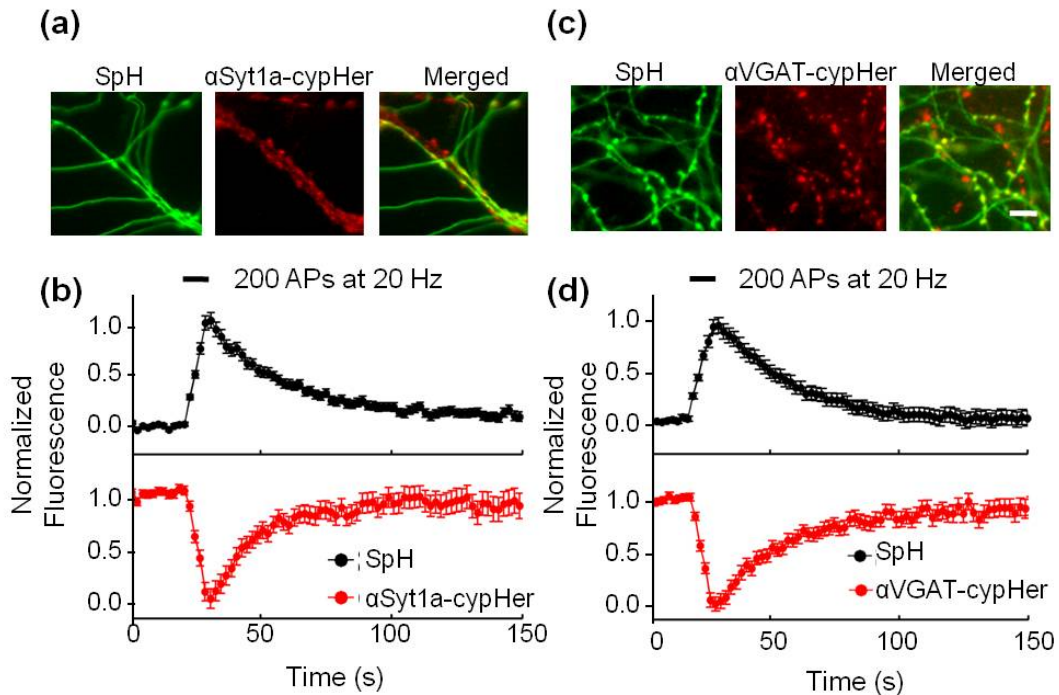 (a)
SpH αSyt1a-cypHer Merged
(c)
SpH αVGAT-cypHer Merged
(b)
200 APs at 20 Hz
Normalized
Fluorescence
1.0
0.5
0.0
1.0
0.5
0.0
SpH
αSyt1a-cypHer
0 50 100 150
Time (s)
(d)
200 APs at 20 Hz
Normalized
Fluorescence
1.0
0.5
0.0
1.0
0.5
0.0
SpH
αVGAT-cypHer
0 50 100 150
Time (s)